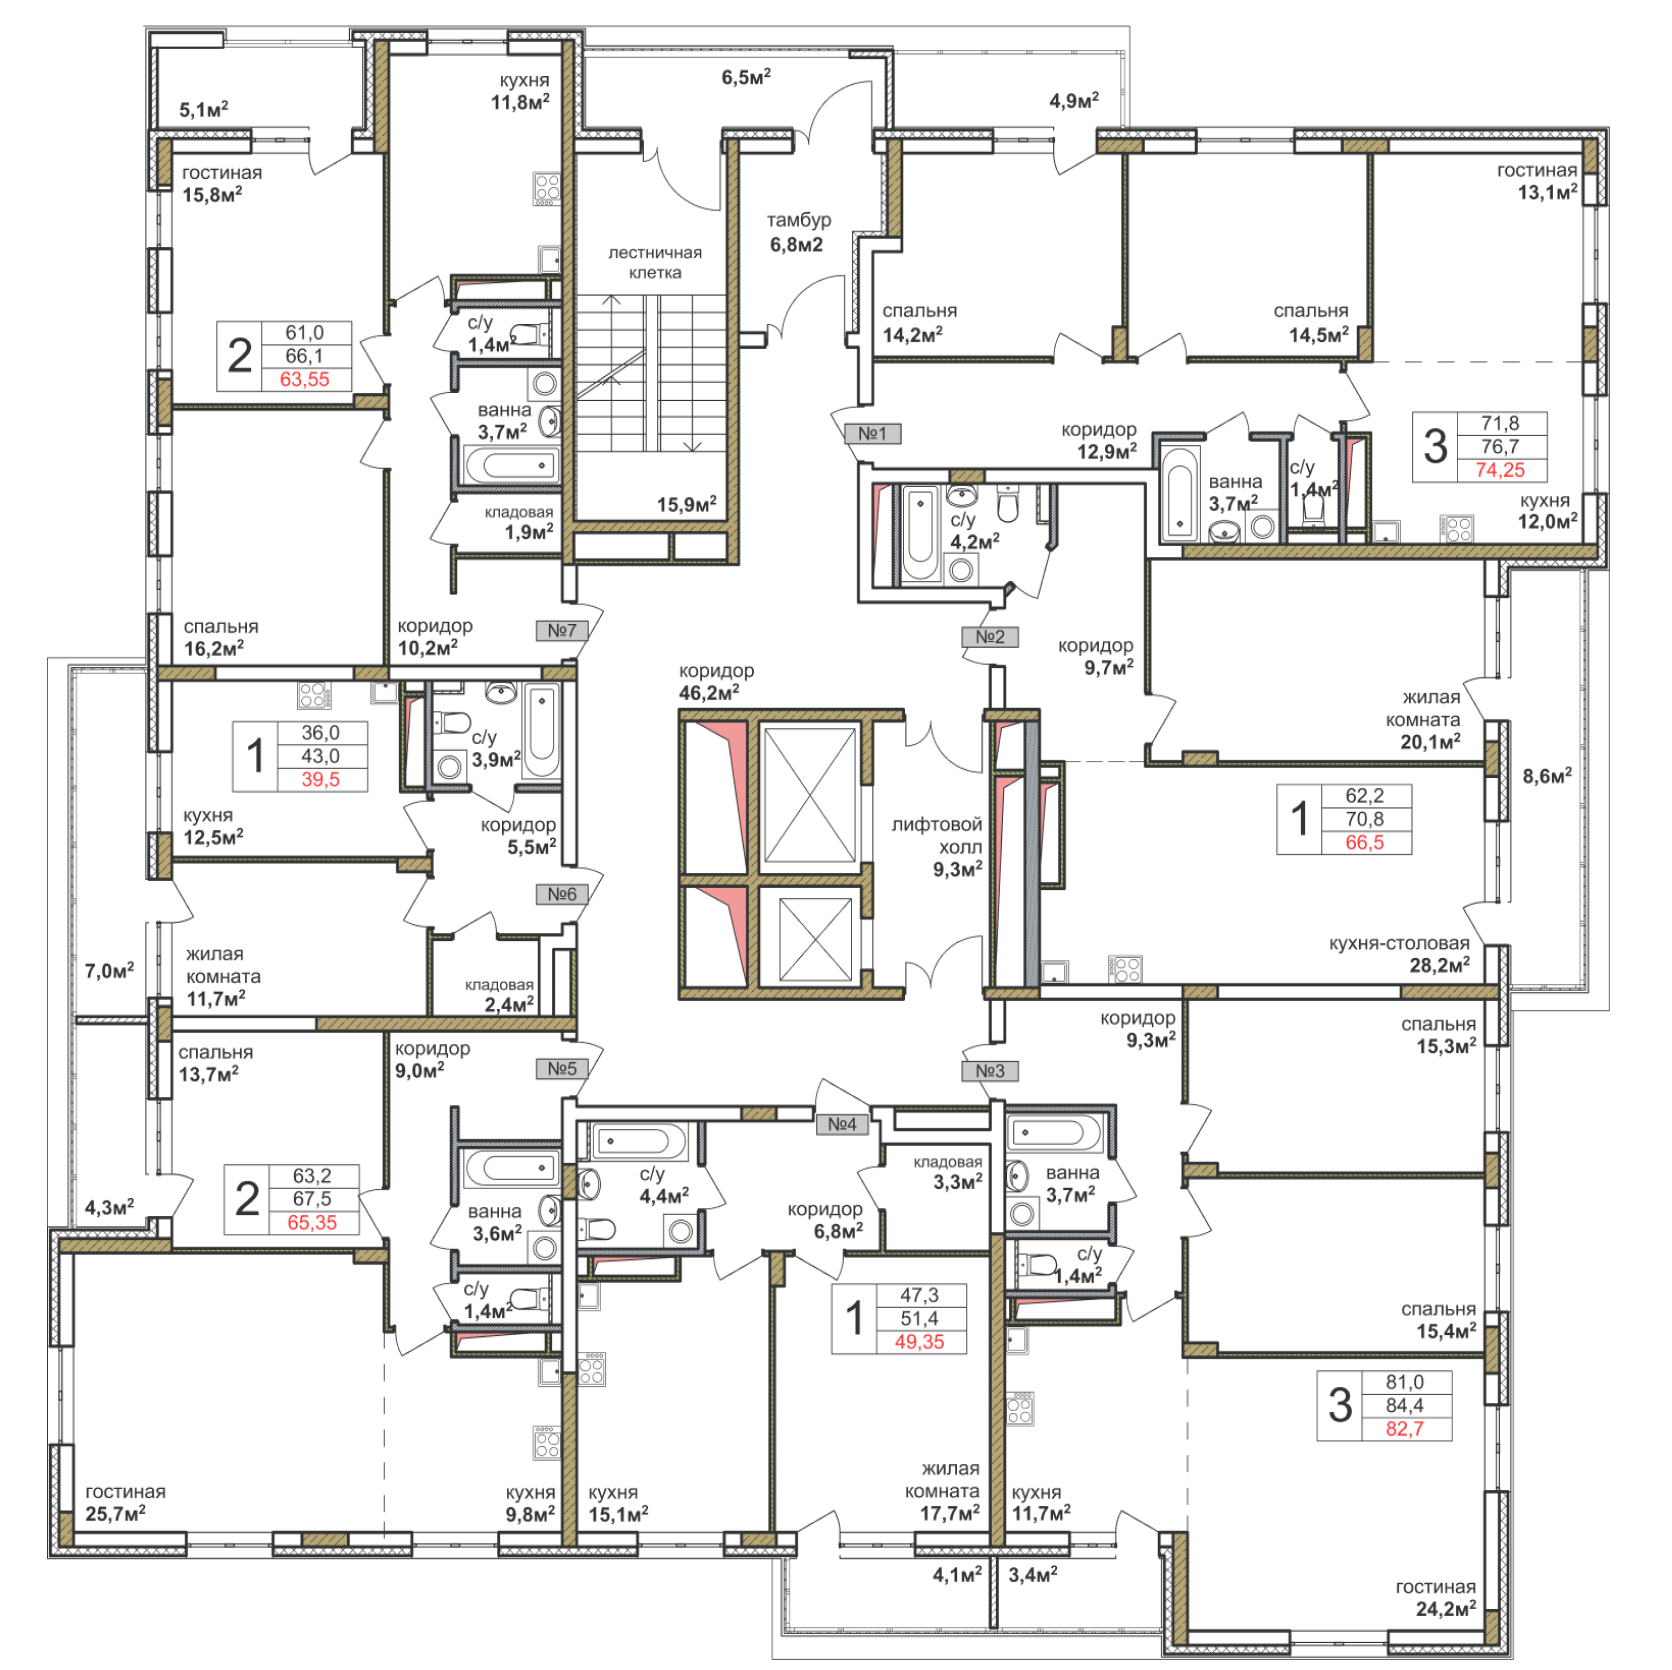 5,1м²
кухня
11,8м²
6,5м²
4,9м²
гостиная
15,8м²
тамбур
6,8м2
лестничная
клетка
15,9м²
гостиная
13,1м²
спальня
14,2м²
спальня
14,5м²
2
61,0
66,1
63,55
с/у
1,4м²
ванна
3,7м²
кладовая
1,9м²
спальня
16,2м²
коридор
10,2м²
№7
№1
коридор
12,9м²
ванна
3,7м²
с/у
1,4м²
3
71,8
76,7
74,25
кухня
12,0м²
с/у
4,2м²
№2
коридор
9,7м²
коридор
46,2м²
жилая
комната
20,1м²
8,6м²
1
36,0
43,0
39,5
с/у
3,9м²
кухня
12,5м²
коридор
5,5м²
№6
лифтовой
холл
9,3м²
1
62,2
70,8
66,5
кухня-столовая
28,2м²
7,0м²
жилая
комната
11,7м²
кладовая
2,4м²
спальня
13,7м²
коридор
9,0м²
№5
№3
коридор
9,3м²
спальня
15,3м²
№4
4,3м²
2
63,2
67,5
65,35
ванна
3,6м²
с/у
4,4м²
коридор
6,8м²
кладовая
3,3м²
ванна
3,7м²
с/у
1,4м²
с/у
1,4м²
1
47,3
51,4
49,35
спальня
15,4м²
3
81,0
84,4
82,7
гостиная
25,7м²
кухня
9,8м²
кухня
15,1м²
жилая
комната
17,7м²
кухня
11,7м²
4,1м²
3,4м²
гостиная
24,2м²